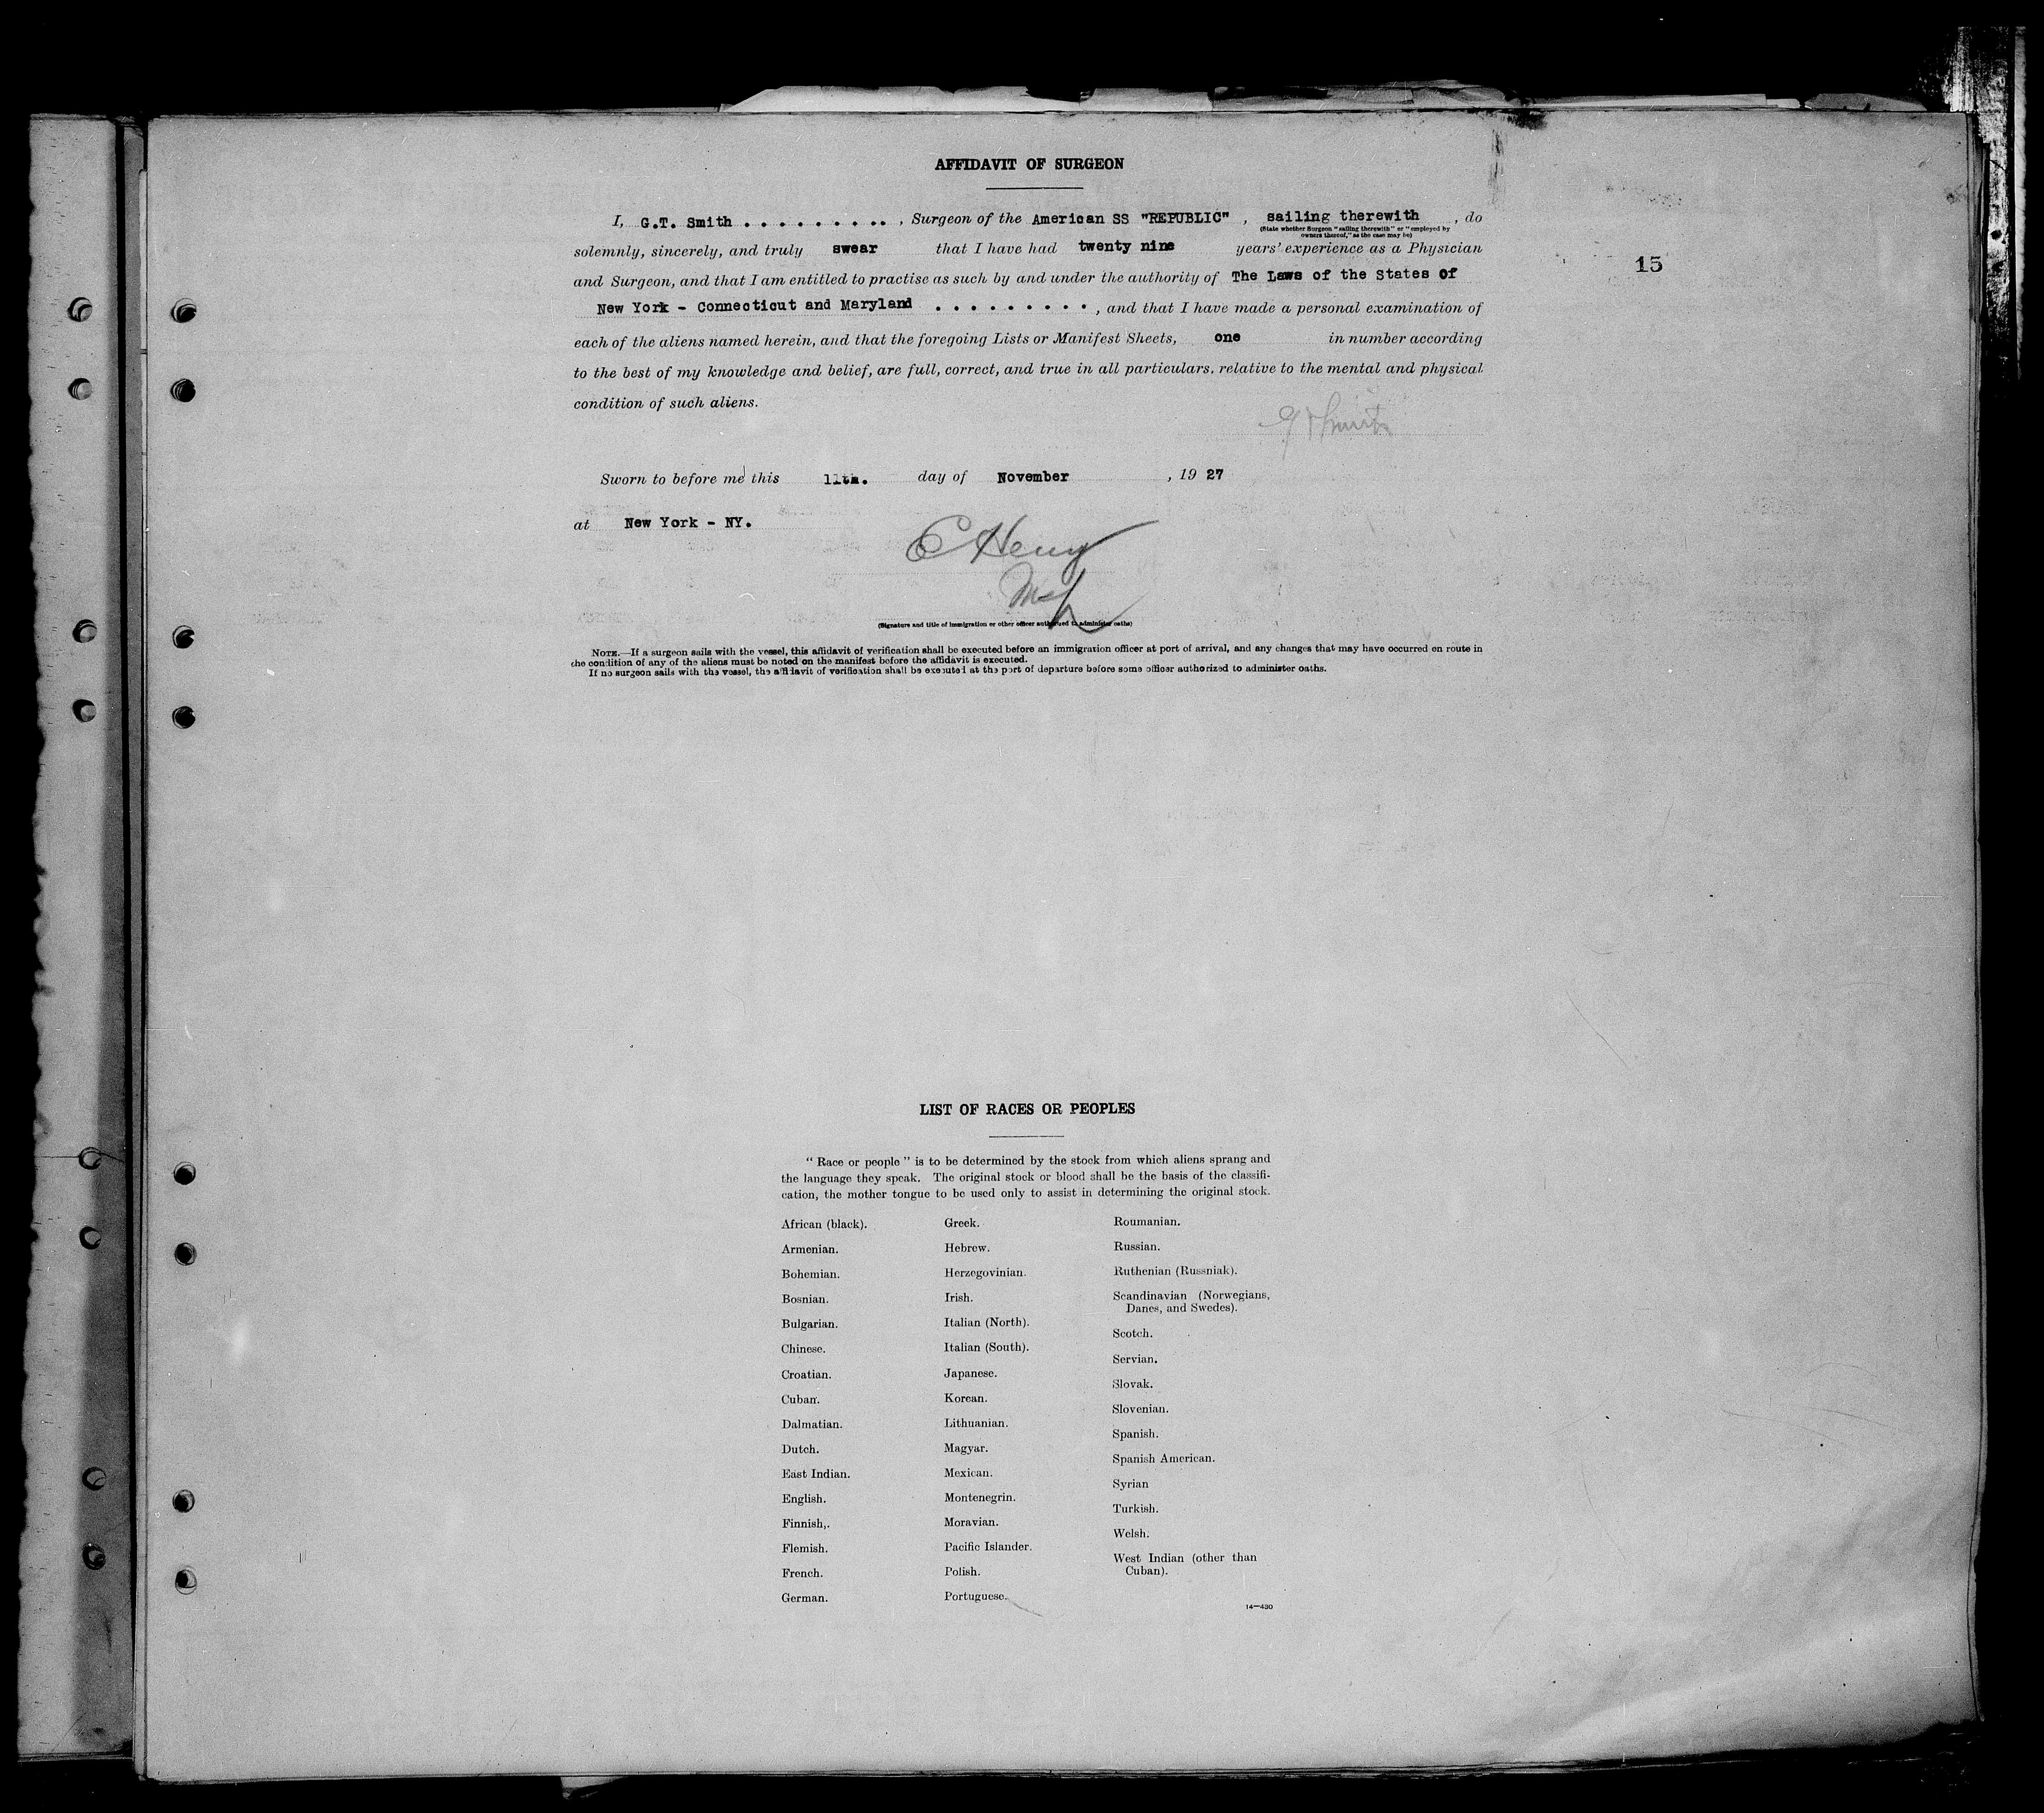 AFFIDAVIT OF SURGEON
I, G.T. Smith . . . . . . . . . . , Surgeon of the American SS "REPUBLIC" , sailing therewith , do
(State whether Surgeon "sailing therewith" or "employed by
owners thereof," as the case may be)
solemnly, sincerely, and truly swear that I have had twenty nine years' experience as a Physician
15
and Surgeon, and that I am entitled to practise as such by and under the authority of The Laws of the States of
New York - Connecticut and Maryland . . . . . . . . . , and that I have made a personal examination of
each of the aliens named herein, and that the foregoing Lists or Manifest Sheets, one in number according
to the best of my knowledge and belief, are full, correct, and true in all particulars, relative to the mental and physical
condition of such aliens.
G T Smith
Sworn to before me this 11th. day of November , 19 27
at New York - NY.
E Henry
(Signature and title of immigration or other officer authorized to administer oaths)
NOTE.—If a surgeon sails with the vessel, this affidavit of verification shall be executed before an immigration officer at port of arrival, and any changes that may have occurred en route in
the condition of any of the aliens must be noted on the manifest before the affidavit is executed.
If no surgeon sails with the vessel, the affidavit of verification shall be executed at the port of departure before some officer authorized to administer oaths.
LIST OF RACES OR PEOPLES
" Race or people " is to be determined by the stock from which aliens sprang and
the language they speak. The original stock or blood shall be the basis of the classifi-
cation, the mother tongue to be used only to assist in determining the original stock.
African (black).
Armenian.
Bohemian.
Bosnian.
Bulgarian.
Chinese.
Croatian.
Cuban.
Dalmatian.
Dutch.
East Indian.
English.
Finnish,.
Flemish.
French.
German.
Greek.
Hebrew.
Herzegovinian.
Irish.
Italian (North).
Italian (South).
Japanese.
Korean.
Lithuanian.
Magyar.
Mexican.
Montenegrin.
Moravian.
Pacific Islander.
Polish.
Portuguese.
Roumanian.
Russian.
Ruthenian (Russniak).
Scandinavian (Norwegians,
Danes, and Swedes).
Scotch.
Servian.
Slovak.
Slovenian.
Spanish.
Spanish American.
Syrian
Turkish.
Welsh.
West Indian (other than
Cuban).
14—430